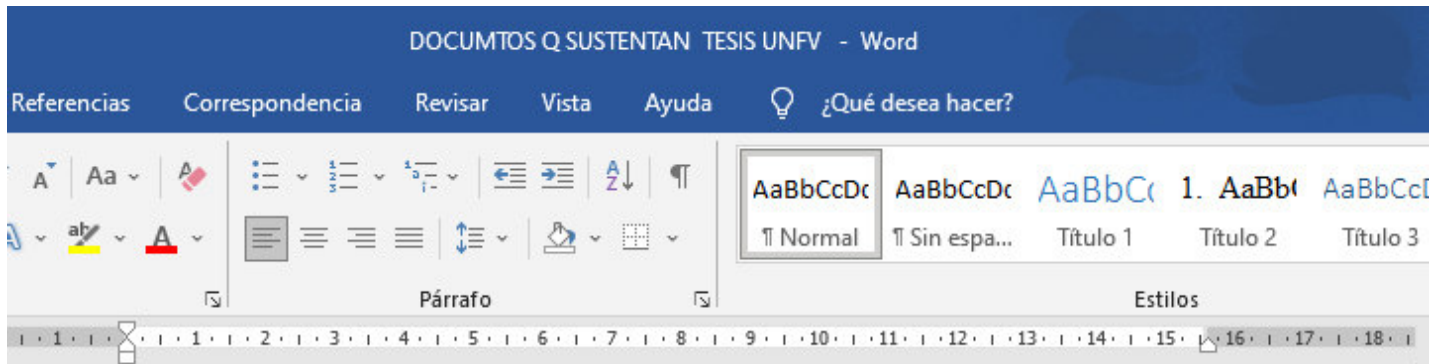 DOCUMTOS Q SUSTENTAN  TESIS UNFV  -  Word
Referencias Correspondencia Revisar Vista Ayuda ¿Qué desea hacer?
A Aa A A Z ¶ AaBbCcDc AaBbCcDc AaBbC( 1. AaBb( AaBbCcD
A ab A ¶ Normal ¶ Sin espa... Título 1 Título 2 Título 3
Párrafo Estilos
1 1 2 3 4 5 6 7 8 9 10 11 12 13 14 15 16 17 18